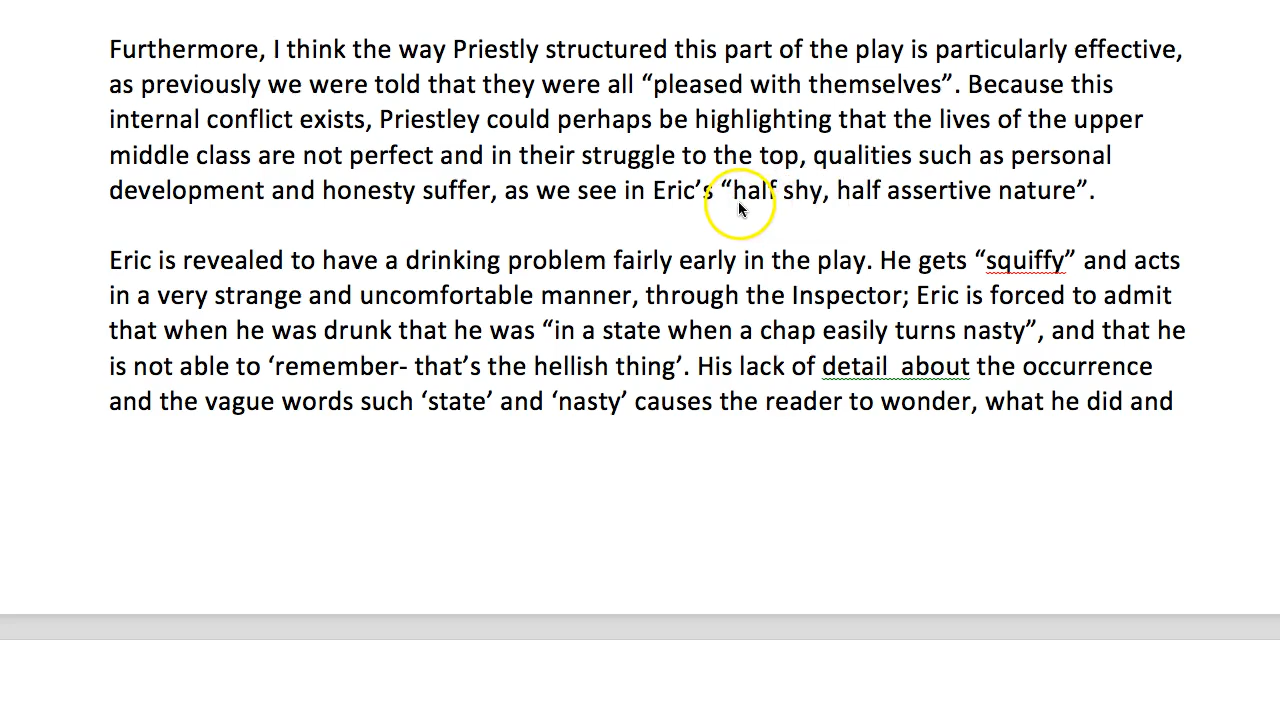 Furthermore, I think the way Priestly structured this part of the play is particularly effective,
as previously we were told that they were all “pleased with themselves”. Because this
internal conflict exists, Priestley could perhaps be highlighting that the lives of the upper
middle class are not perfect and in their struggle to the top, qualities such as personal
development and honesty suffer, as we see in Eric’s “half shy, half assertive nature”.
Eric is revealed to have a drinking problem fairly early in the play. He gets “squiffy” and acts
in a very strange and uncomfortable manner, through the Inspector; Eric is forced to admit
that when he was drunk that he was “in a state when a chap easily turns nasty”, and that he
is not able to ‘remember- that’s the hellish thing’. His lack of detail  about the occurrence
and the vague words such ‘state’ and ‘nasty’ causes the reader to wonder, what he did and